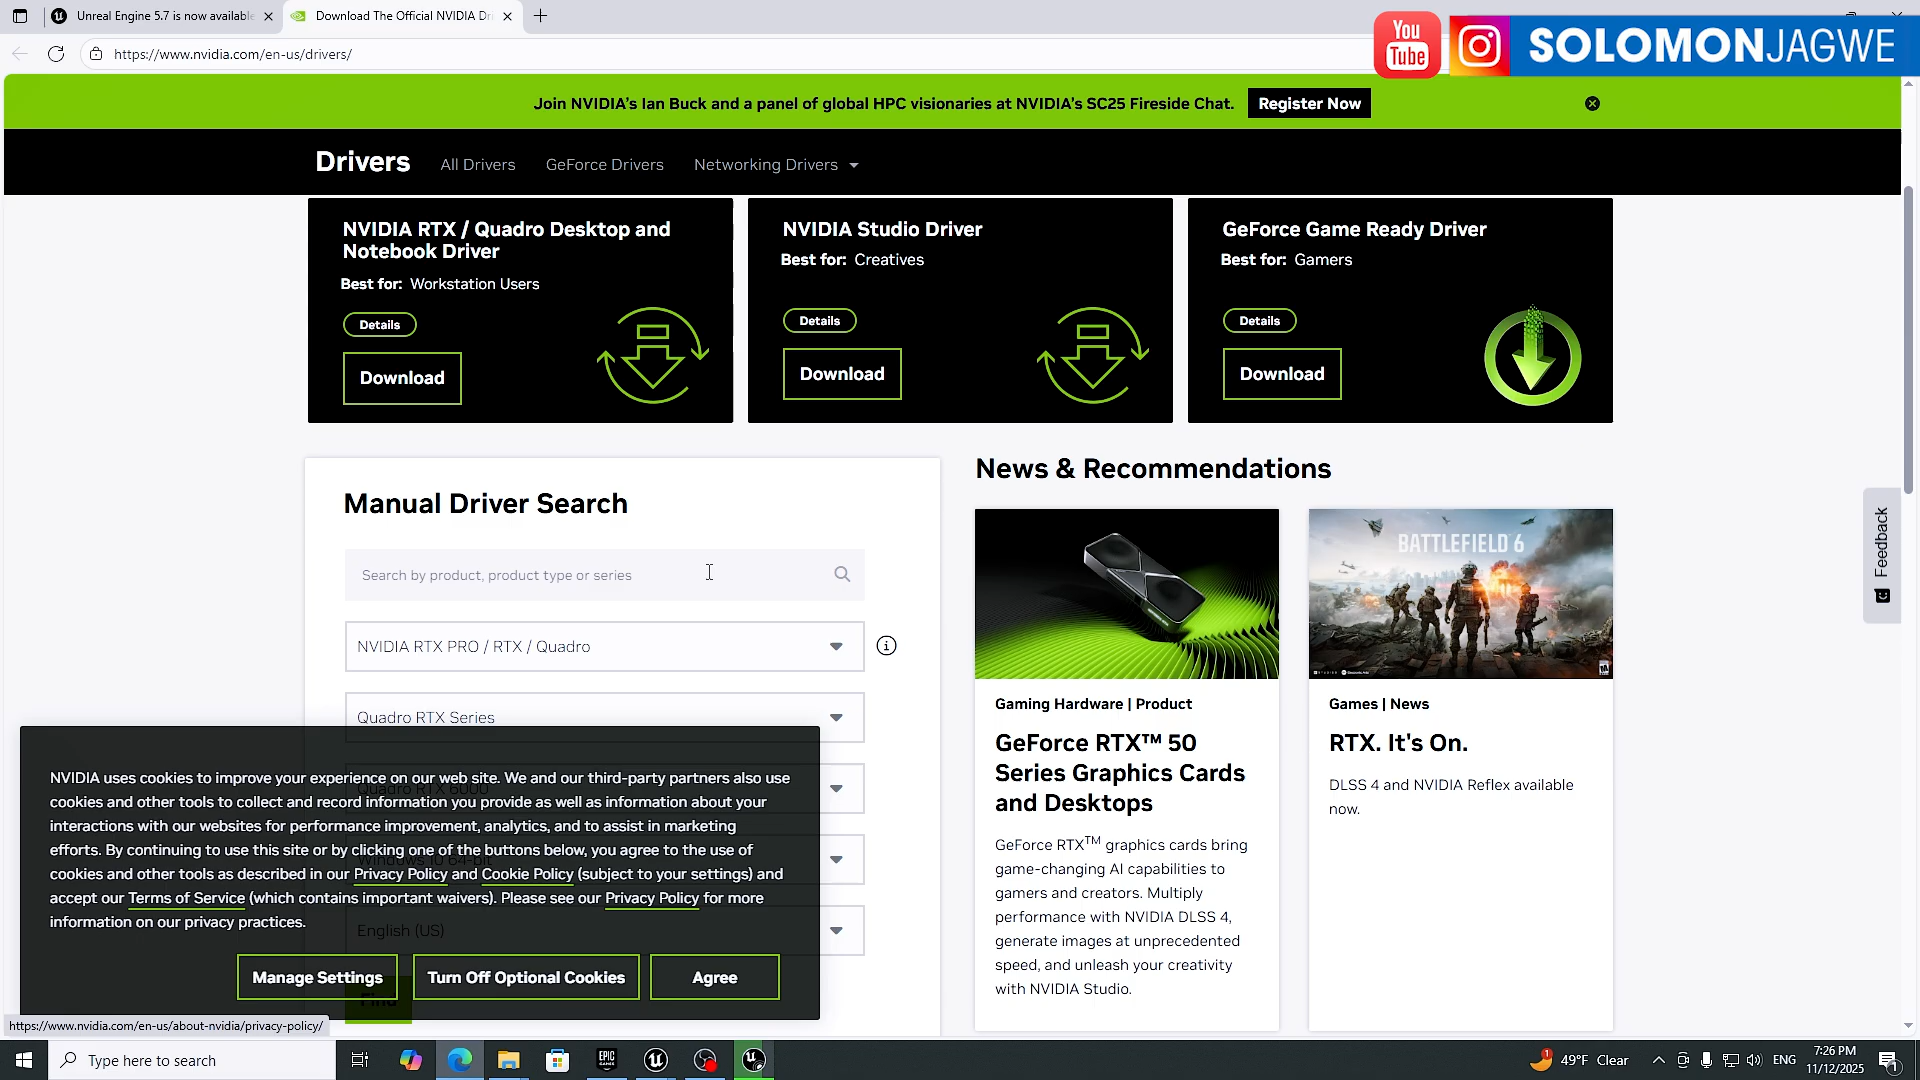 Unreal Engine 5.7 is now available
Download The Official NVIDIA Dri
https://www.nvidia.com/en-us/drivers/
You
Tube
SOLOMONJAGWE
Join NVIDIA's Ian Buck and a panel of global HPC visionaries at NVIDIA's SC25 Fireside Chat.
Register Now
Drivers
All Drivers
GeForce Drivers
Networking Drivers
NVIDIA RTX / Quadro Desktop and
Notebook Driver
Best for: Workstation Users
Details
Download
NVIDIA Studio Driver
Best for: Creatives
Details
Download
GeForce Game Ready Driver
Best for: Gamers
Details
Download
Manual Driver Search
Search by product, product type or series
NVIDIA RTX PRO / RTX / Quadro
Quadro RTX Series
Quadro RTX 6000
Windows 10 64-bit
English (US)
Find
NVIDIA uses cookies to improve your experience on our web site. We and our third-party partners also use
cookies and other tools to collect and record information you provide as well as information about your
interactions with our websites for performance improvement, analytics, and to assist in marketing
efforts. By continuing to use this site or by clicking one of the buttons below, you agree to the use of
cookies and other tools as described in our Privacy Policy and Cookie Policy (subject to your settings) and
accept our Terms of Service (which contains important waivers). Please see our Privacy Policy for more
information on our privacy practices.
Manage Settings
Turn Off Optional Cookies
Agree
News & Recommendations
BATTLEFIELD 6
Gaming Hardware | Product
GeForce RTX™ 50
Series Graphics Cards
and Desktops
GeForce RTX™ graphics cards bring
game-changing AI capabilities to
gamers and creators. Multiply
performance with NVIDIA DLSS 4,
generate images at unprecedented
speed, and unleash your creativity
with NVIDIA Studio.
Games | News
RTX. It's On.
DLSS 4 and NVIDIA Reflex available
now.
Feedback
https://www.nvidia.com/en-us/about-nvidia/privacy-policy/
Type here to search
EPIC
GAMES
1
49°F Clear
ENG
7:26 PM
11/12/2025
1